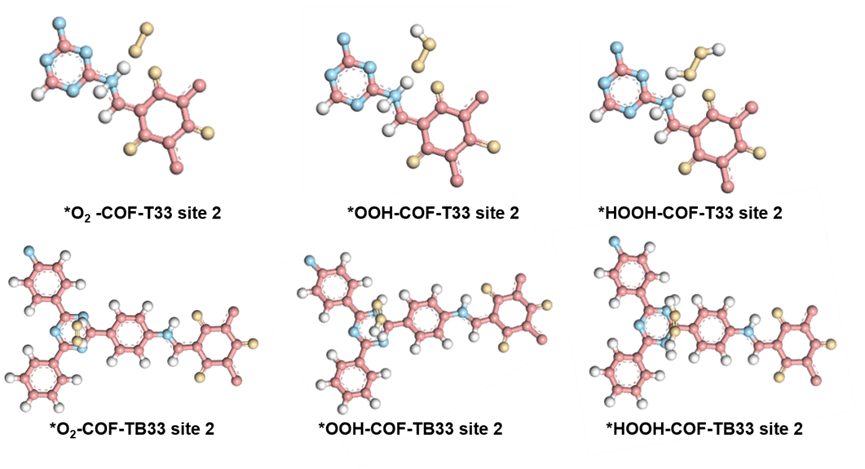 *O₂ -COF-T33 site 2
*OOH-COF-T33 site 2
*HOOH-COF-T33 site 2
*O₂-COF-TB33 site 2
*OOH-COF-TB33 site 2
*HOOH-COF-TB33 site 2